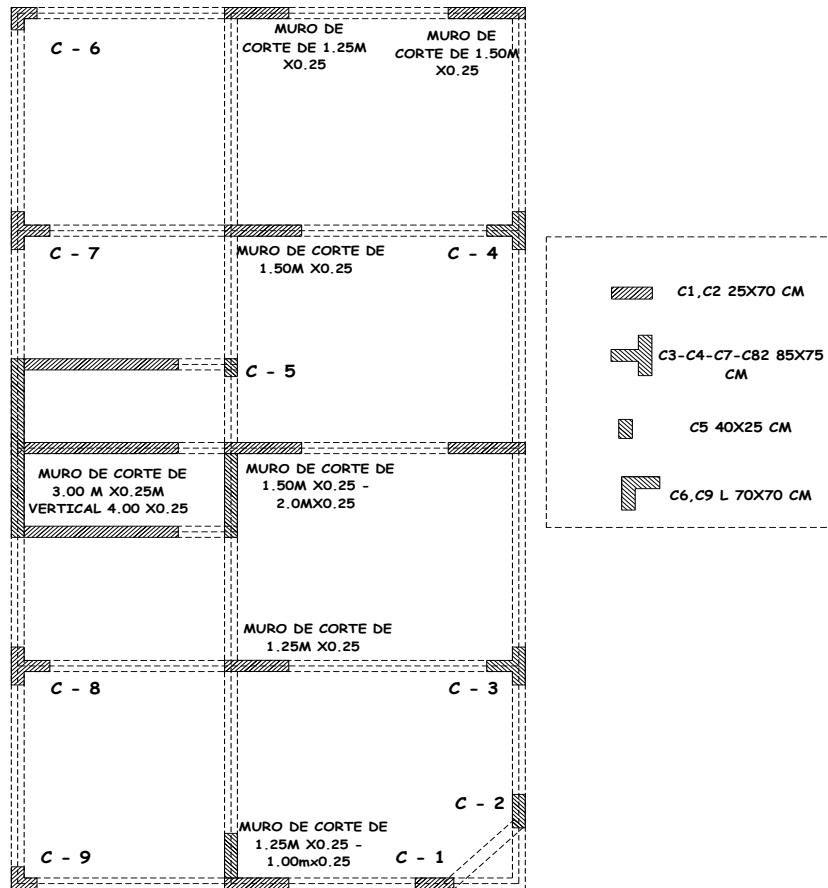 C - 6
MURO DE
CORTE DE 1.25M
X0.25
MURO DE
CORTE DE 1.50M
X0.25
C - 7
MURO DE CORTE DE
1.50M X0.25
C - 4
C - 5
MURO DE CORTE DE
3.00 M X0.25M
VERTICAL 4.00 X0.25
MURO DE CORTE DE
1.50M X0.25 -
2.0MX0.25
MURO DE CORTE DE
1.25M X0.25
C - 8
C - 3
C - 2
MURO DE CORTE DE
1.25M X0.25 -
1.00mx0.25
C - 9
C - 1
C1,C2 25X70 CM
C3-C4-C7-C82 85X75
CM
C5 40X25 CM
C6,C9 L 70X70 CM